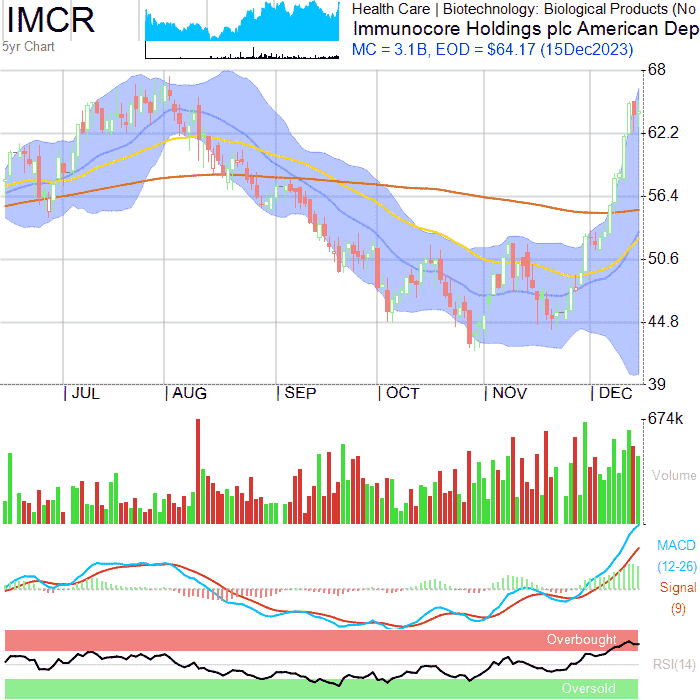 IMCR
5yr Chart
Health Care | Biotechnology: Biological Products (No
Immunocore Holdings plc American Dep
MC = 3.1B, EOD = $64.17 (15Dec2023)
68
62.2
56.4
50.6
44.8
39
JUL AUG SEP OCT NOV DEC
674k
Volume
MACD
(12-26)
Signal
(9)
Overbought
RSI(14)
Oversold